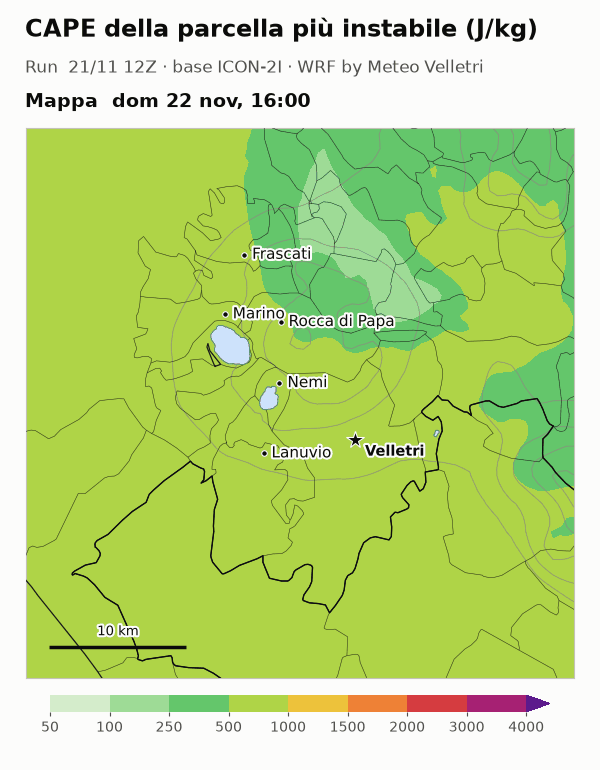 CAPE della parcella più instabile (J/kg)
Run  21/11 12Z · base ICON-2I · WRF by Meteo Velletri
Mappa  dom 22 nov, 16:00
Frascati
Marino
Rocca di Papa
Nemi
Velletri
Lanuvio
10 km
50 100 250 500 1000 1500 2000 3000 4000